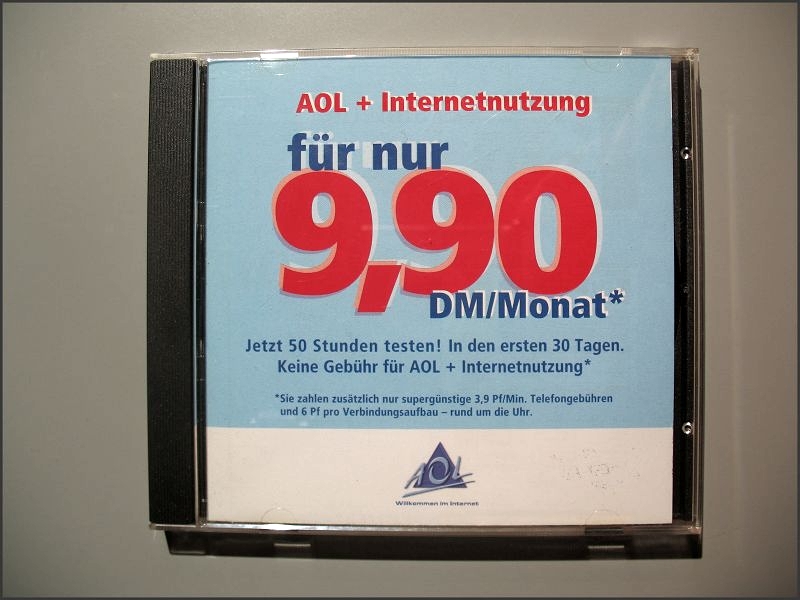 AOL + Internetnutzung
für nur
9,90
DM/Monat*
Jetzt 50 Stunden testen! In den ersten 30 Tagen.
Keine Gebühr für AOL + Internetnutzung*
*Sie zahlen zusätzlich nur supergünstige 3,9 Pf/Min. Telefongebühren
und 6 Pf pro Verbindungsaufbau – rund um die Uhr.
AOL
Willkommen im Internet